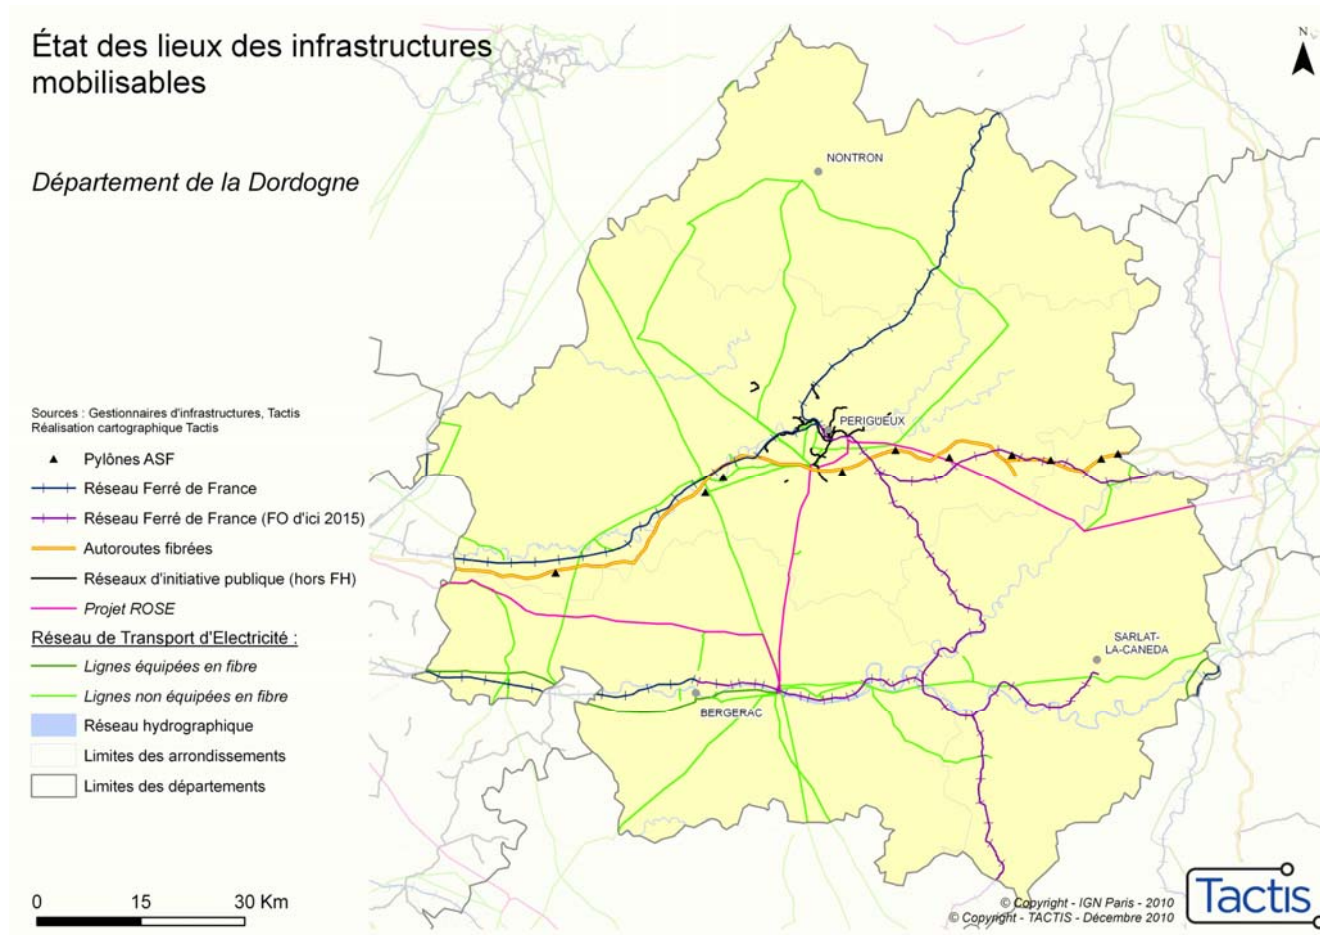 État des lieux des infrastructures
mobilisables
Département de la Dordogne
Sources : Gestionnaires d'infrastructures, Tactis
Réalisation cartographique Tactis
Pylônes ASF
Réseau Ferré de France
Réseau Ferré de France (FO d'ici 2015)
Autoroutes fibrées
Réseaux d'initiative publique (hors FH)
Projet ROSE
Réseau de Transport d'Electricité :
Lignes équipées en fibre
Lignes non équipées en fibre
Réseau hydrographique
Limites des arrondissements
Limites des départements
0 15 30 Km
N
NONTRON
PERIGUEUX
SARLAT-
LA-CANEDA
BERGERAC
© Copyright - IGN Paris - 2010
© Copyright - TACTIS - Décembre 2010
Tactis